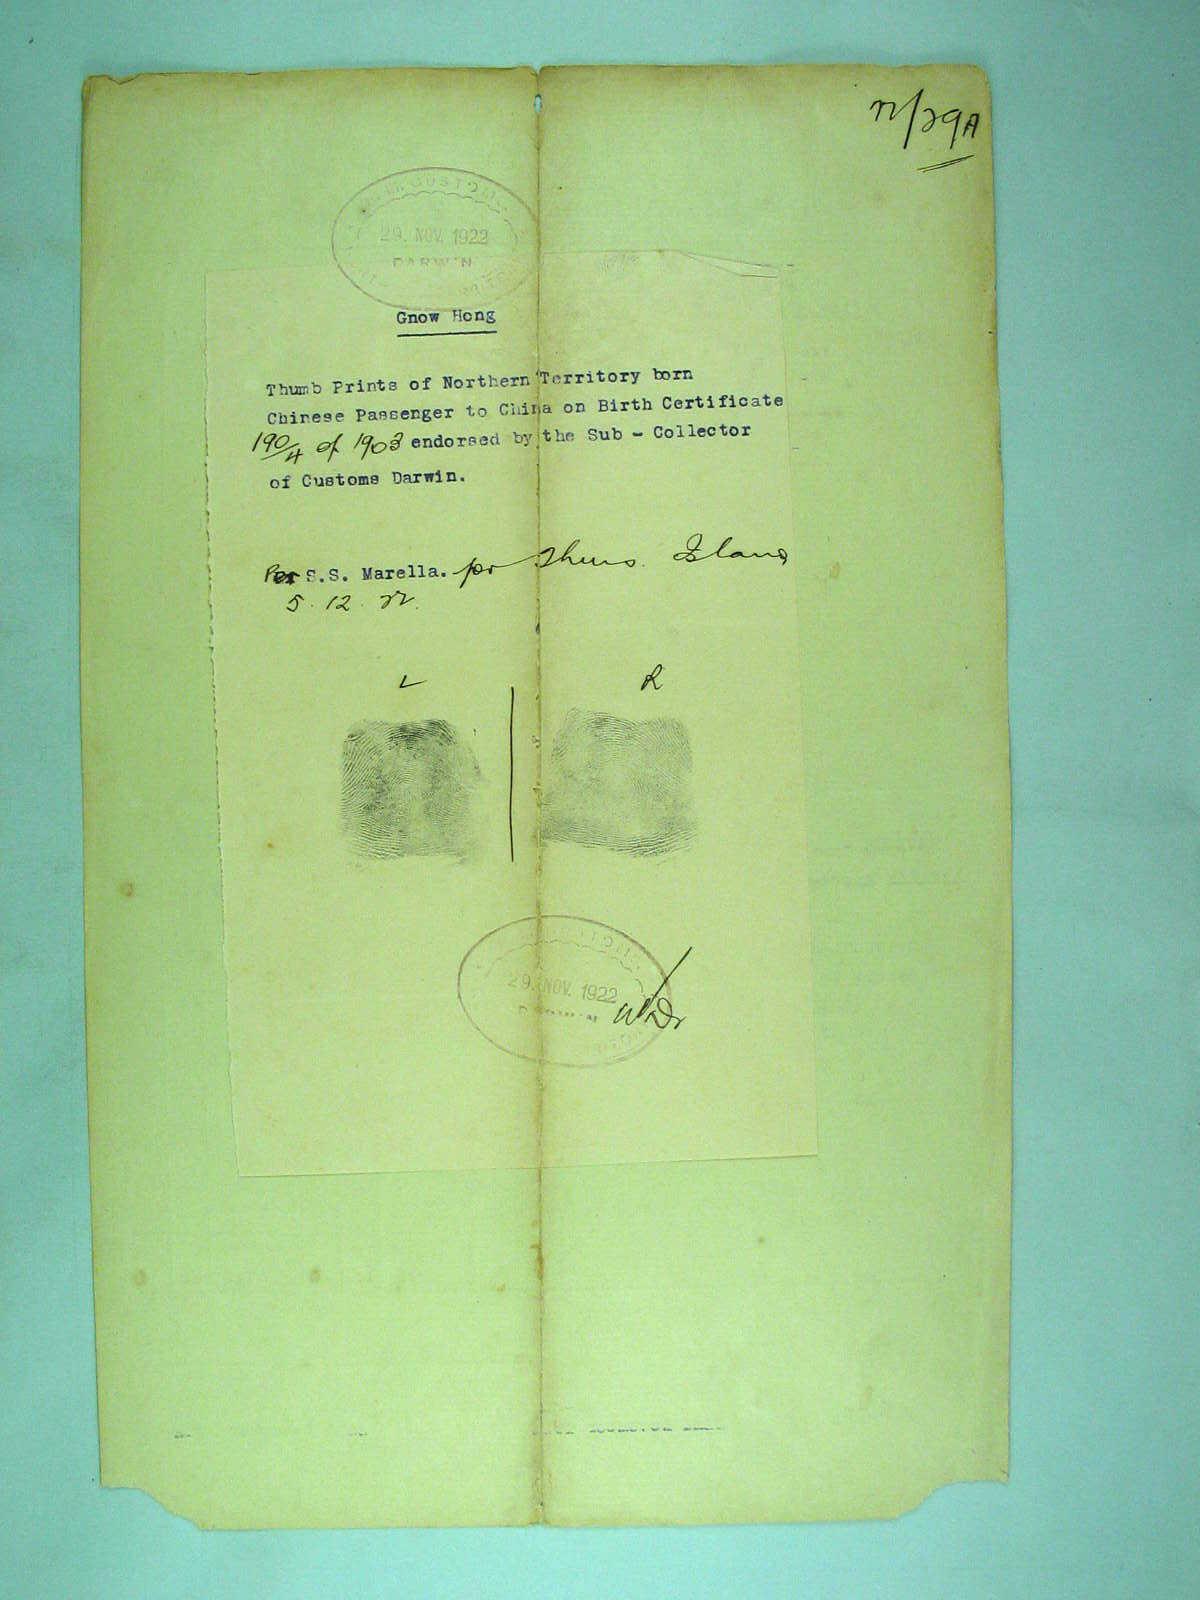 22/29A
CUSTOMS
29. NOV. 1922
DARWIN
Gnow Hong
Thumb Prints of Northern Territory born
Chinese Passenger to China on Birth Certificate
190/4 of 1903 endorsed by the Sub - Collector
of Customs Darwin.
Per S.S. Marella. pr Thurs. Island
5. 12. 22.
L
R
29. NOV. 1922